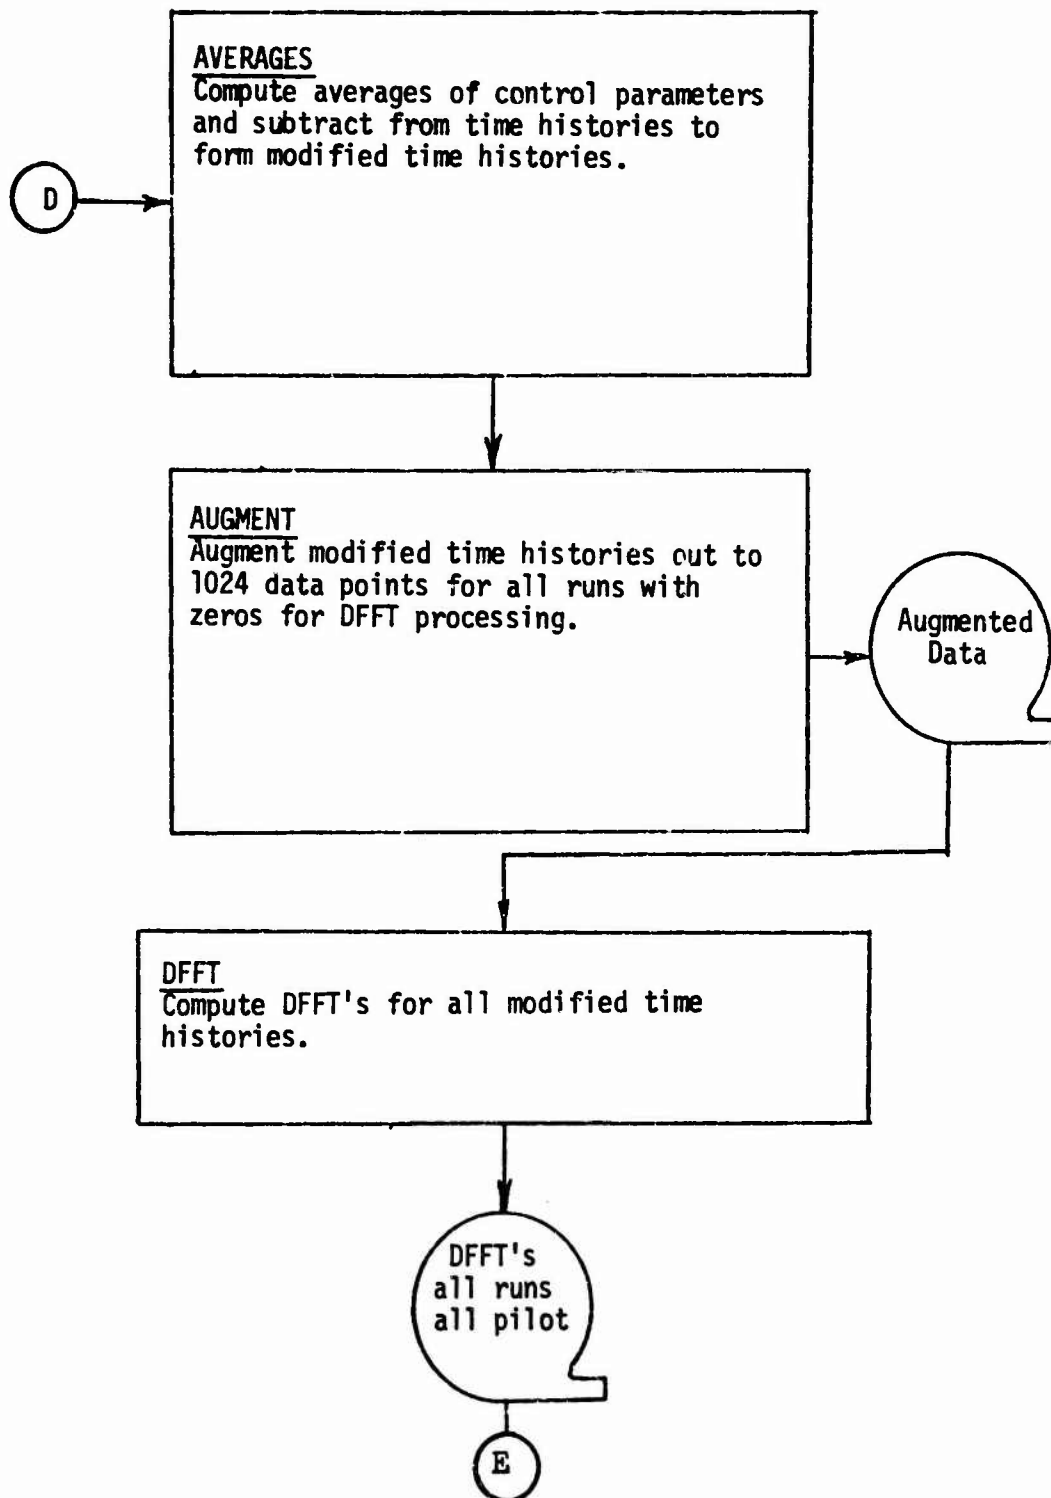 AVERAGES
Compute averages of control parameters
and subtract from time histories to
form modified time histories.
D
AUGMENT
Augment modified time histories out to
1024 data points for all runs with
zeros for DFFT processing.
Augmented
Data
DFFT
Compute DFFT's for all modified time
histories.
DFFT's
all runs
all pilot
E